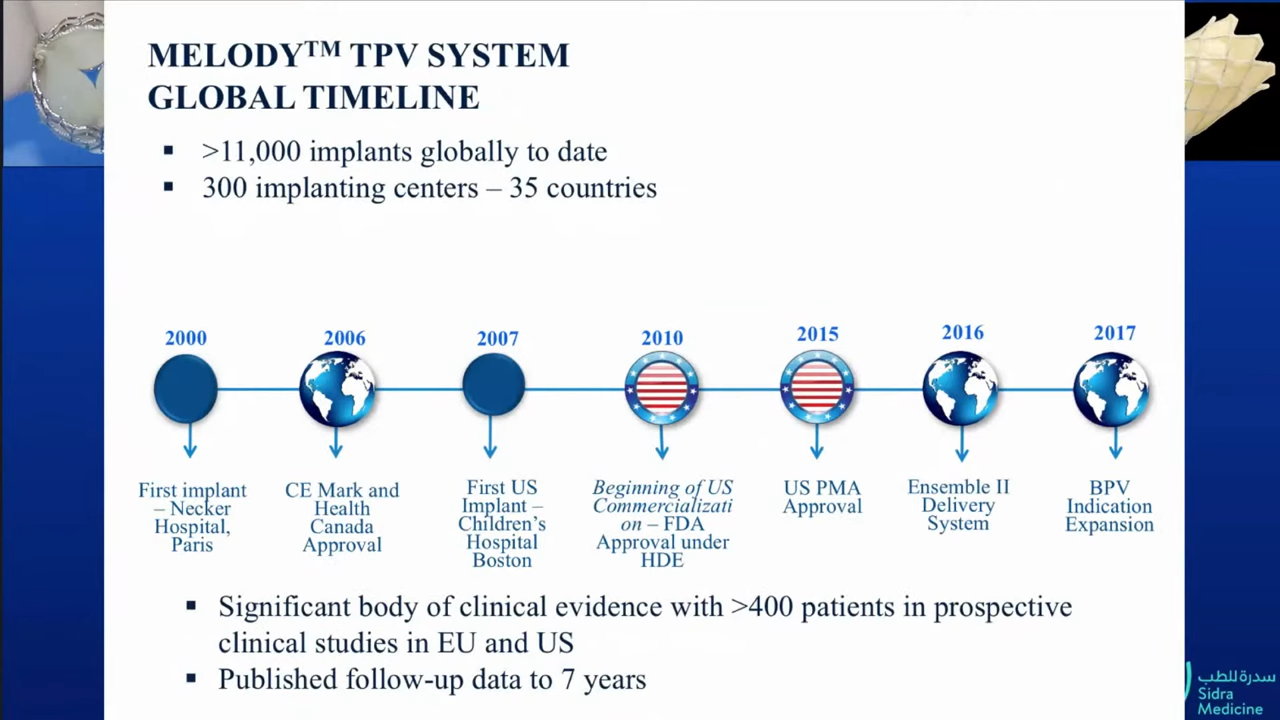 MELODY™ TPV SYSTEM
GLOBAL TIMELINE
▪ >11,000 implants globally to date
▪ 300 implanting centers – 35 countries
2000
2006
2007
2010
2015
2016
2017
First implant
– Necker
Hospital,
Paris
CE Mark and
Health
Canada
Approval
First US
Implant –
Children's
Hospital
Boston
Beginning of US
Commercializati
on – FDA
Approval under
HDE
US PMA
Approval
Ensemble II
Delivery
System
BPV
Indication
Expansion
▪ Significant body of clinical evidence with >400 patients in prospective
clinical studies in EU and US
▪ Published follow-up data to 7 years
سدرة للطب
Sidra
Medicine